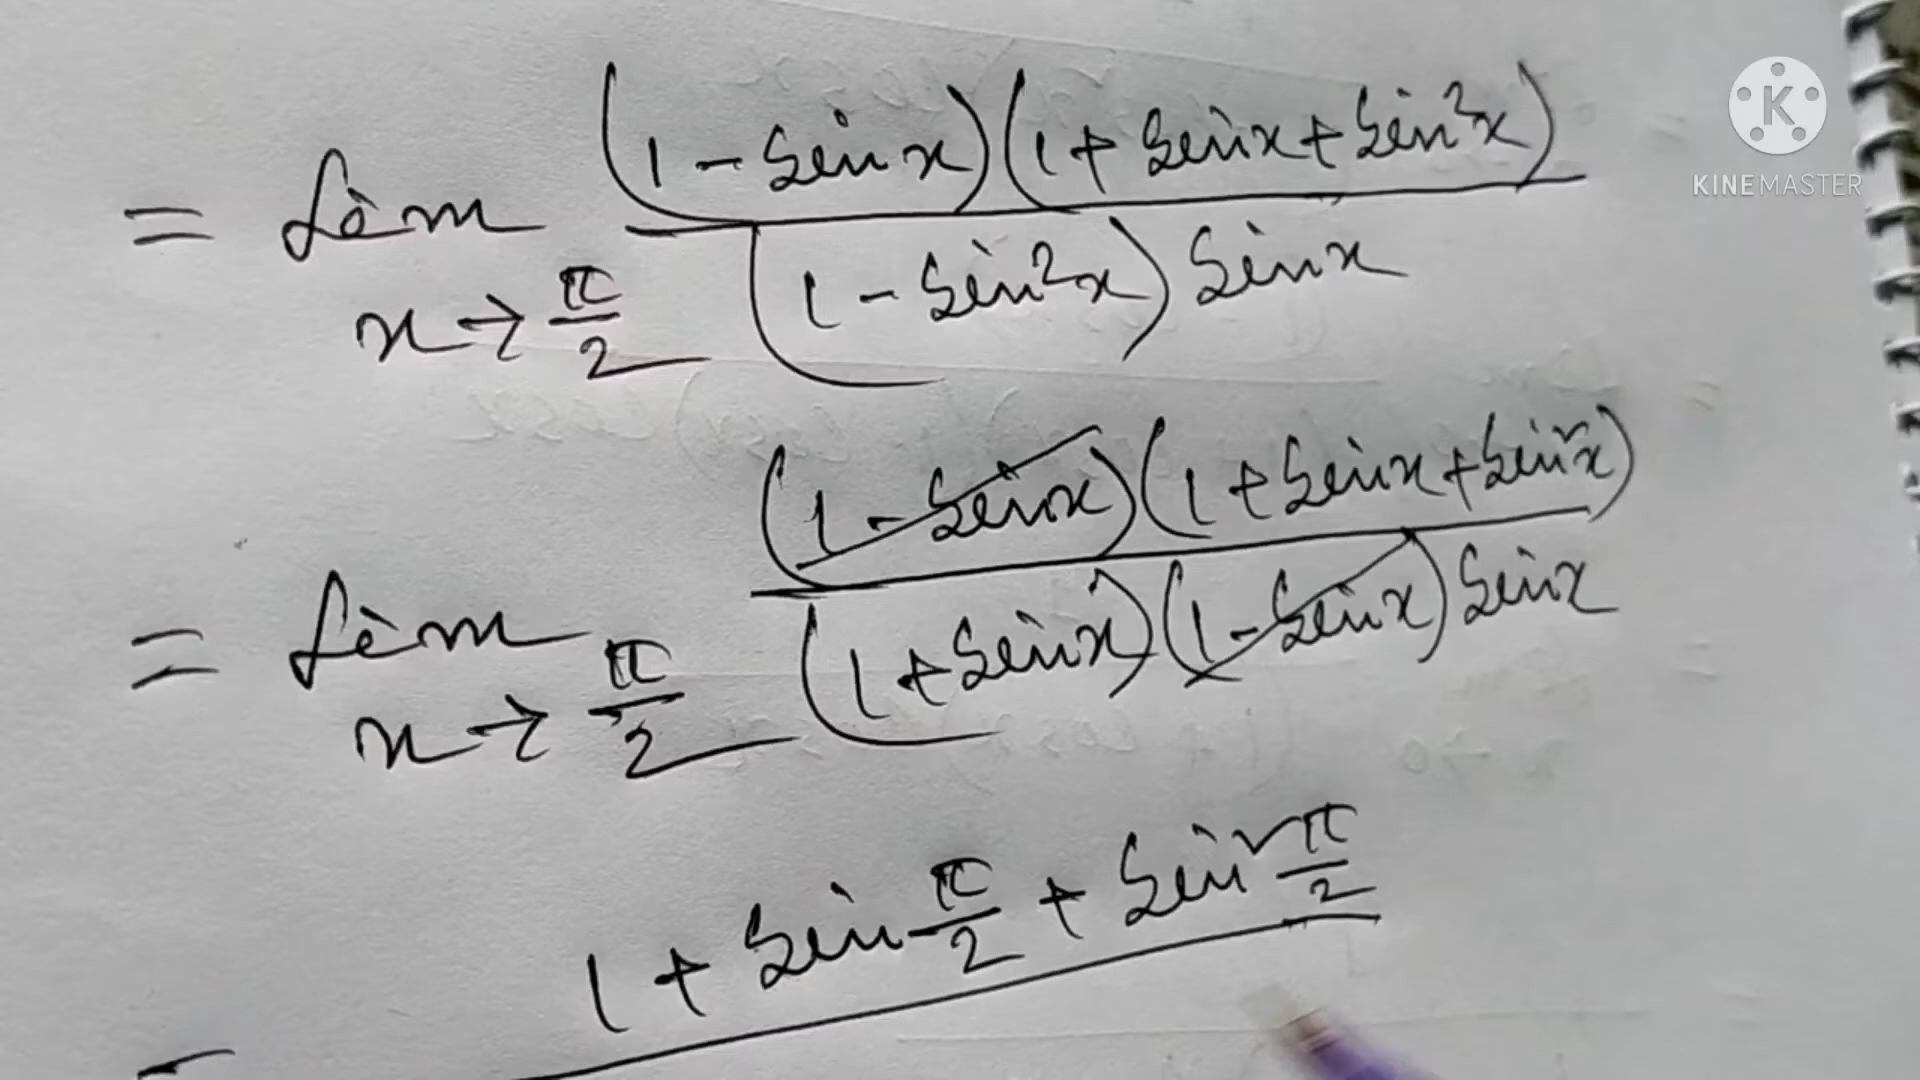 = Lim (1 - Sin x)(1 + Sin x + Sin²x)
x → π/2 (1 - Sin²x) Sin x
= Lim (1 - Sin x)(1 + Sin x + Sin²x)
x → π/2 (1 + Sin x)(1 - Sin x) Sin x
1 + Sin π/2 + Sin² π/2
=
K
KINEMASTER